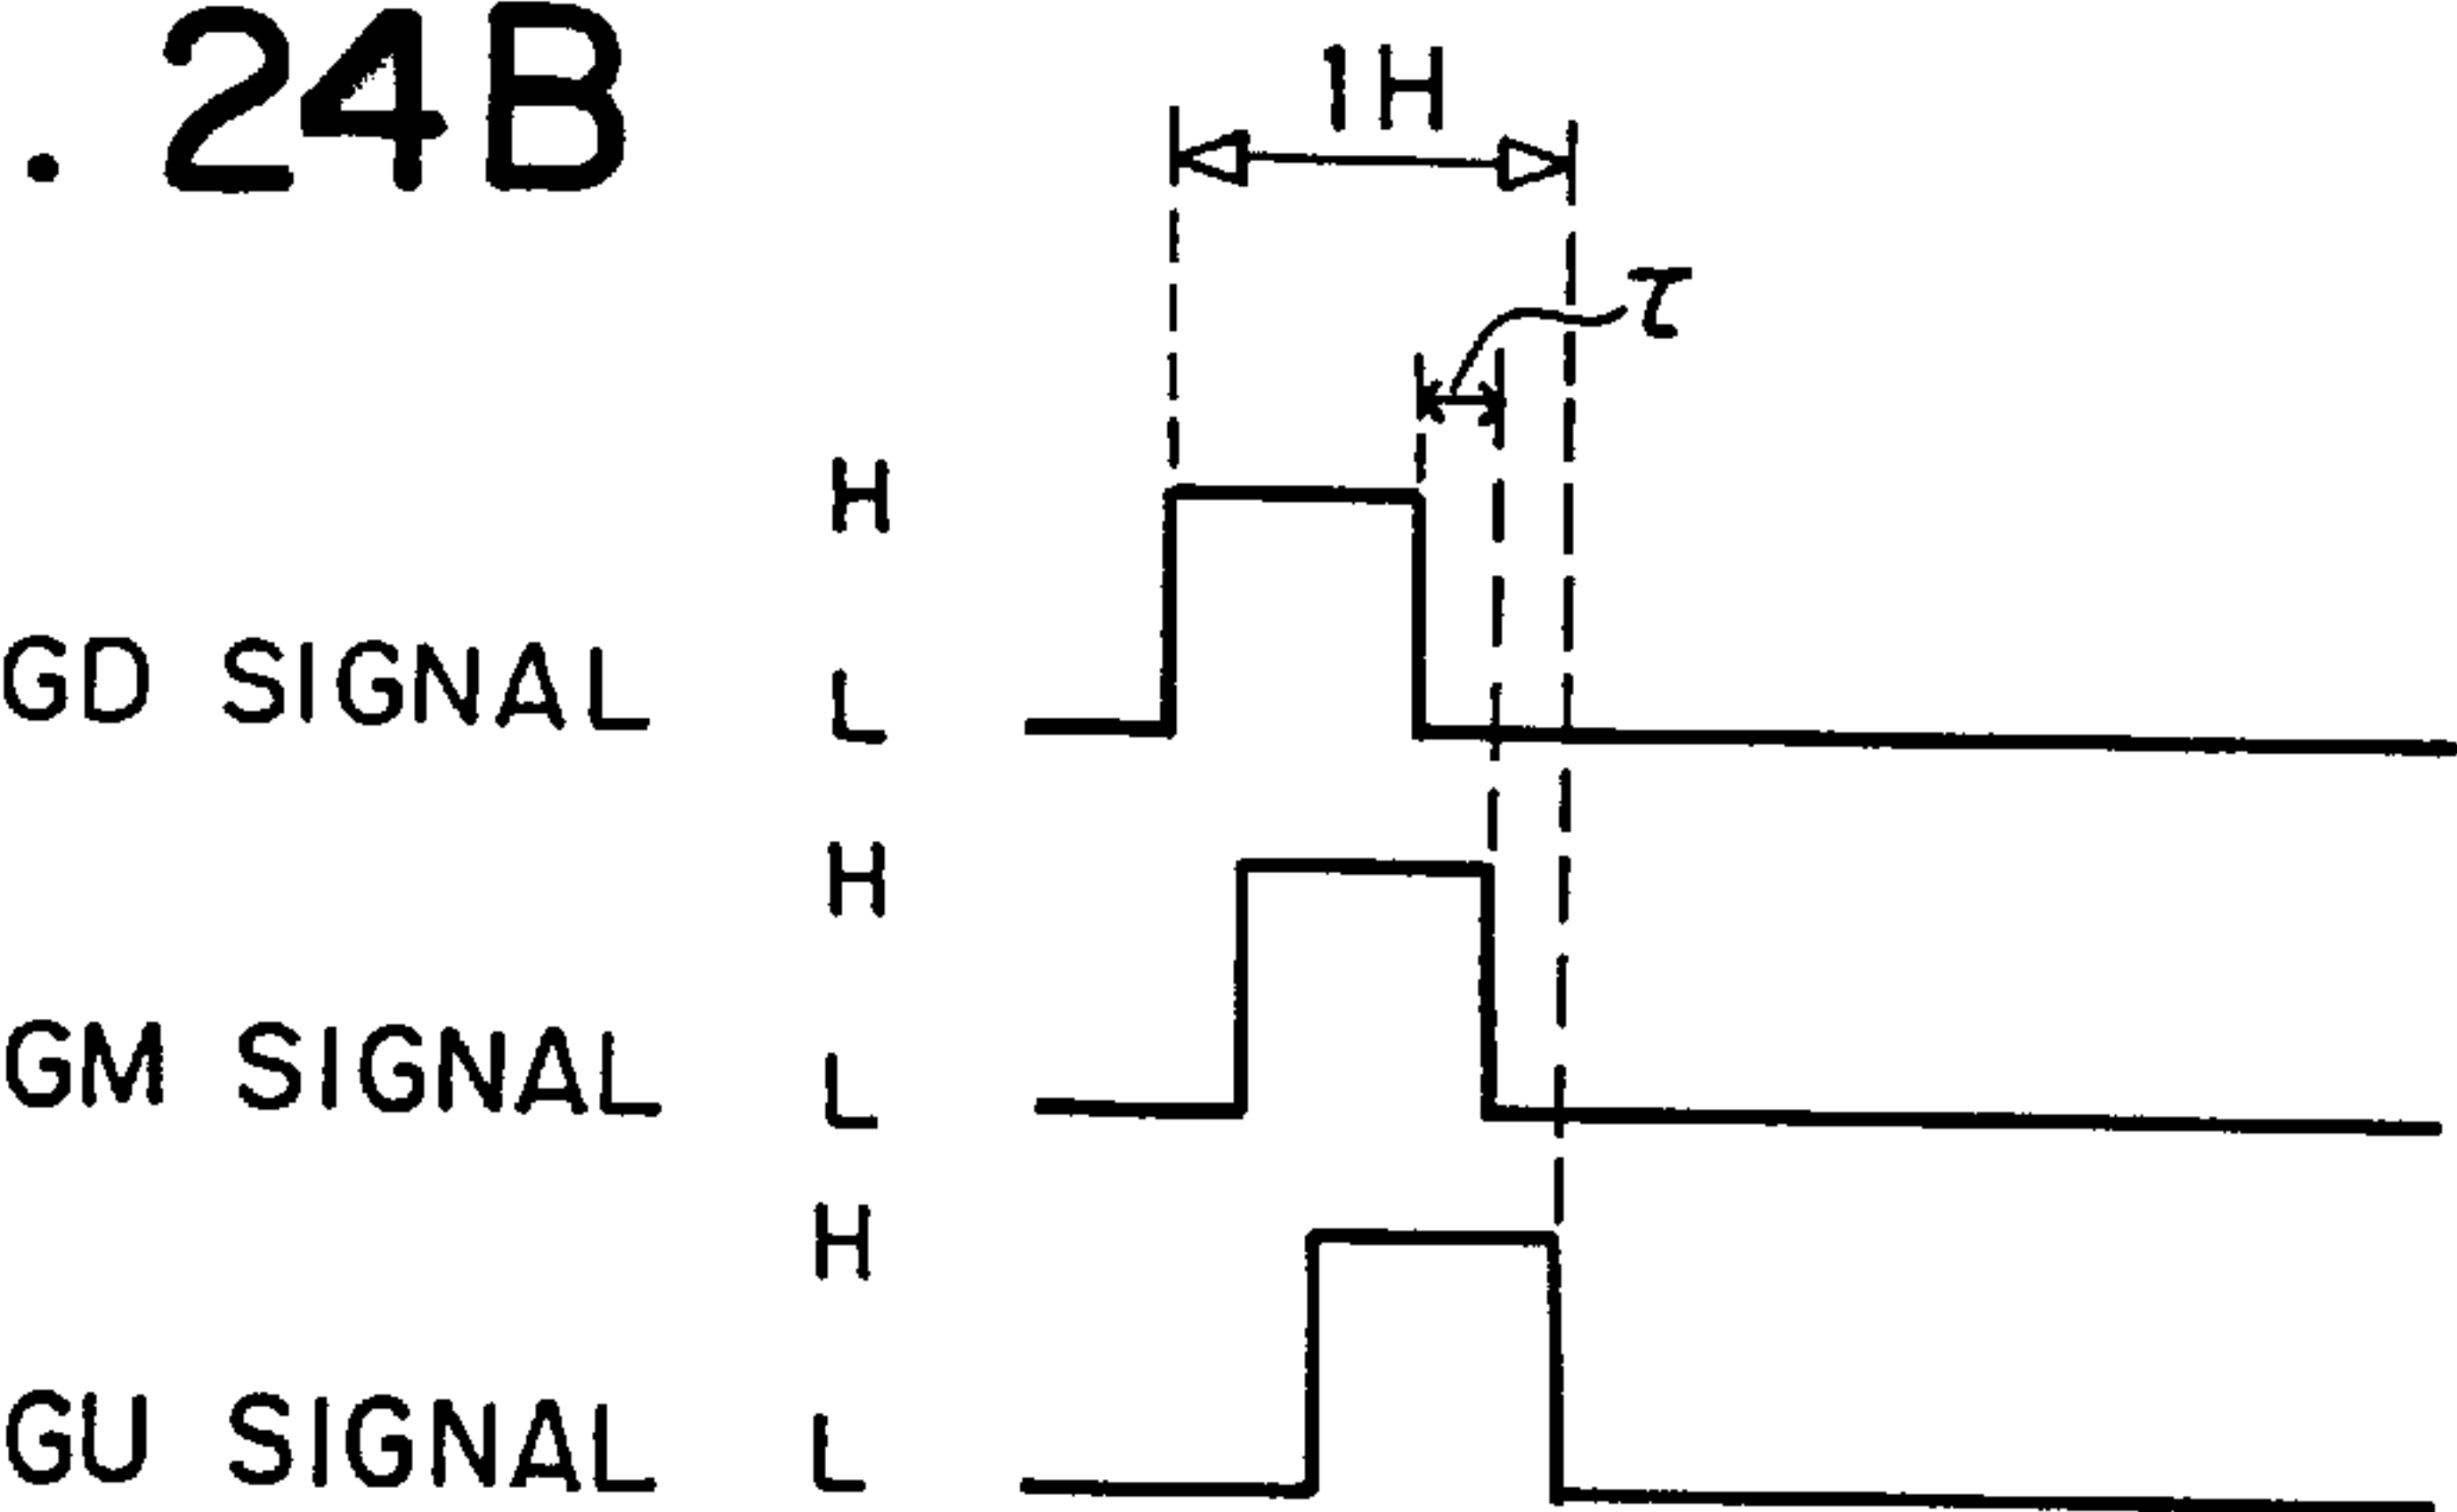 . 24B
1H
τ
H
GD SIGNAL L
H
GM SIGNAL L
H
GU SIGNAL L